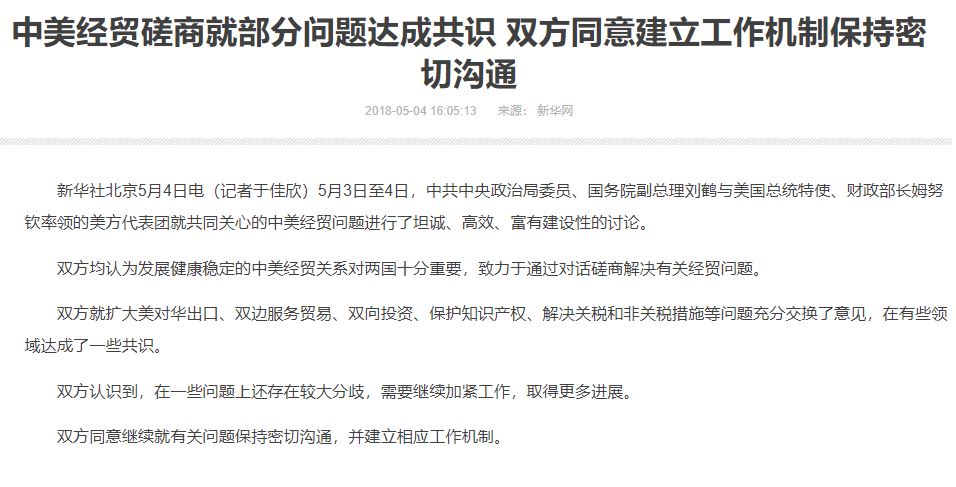 中美经贸磋商就部分问题达成共识 双方同意建立工作机制保持密
切沟通
2018-05-04 16:05:13 来源： 新华网
新华社北京5月4日电（记者于佳欣）5月3日至4日，中共中央政治局委员、国务院副总理刘鹤与美国总统特使、财政部长姆努
钦率领的美方代表团就共同关心的中美经贸问题进行了坦诚、高效、富有建设性的讨论。
双方均认为发展健康稳定的中美经贸关系对两国十分重要，致力于通过对话磋商解决有关经贸问题。
双方就扩大美对华出口、双边服务贸易、双向投资、保护知识产权、解决关税和非关税措施等问题充分交换了意见，在有些领
域达成了一些共识。
双方认识到，在一些问题上还存在较大分歧，需要继续加紧工作，取得更多进展。
双方同意继续就有关问题保持密切沟通，并建立相应工作机制。